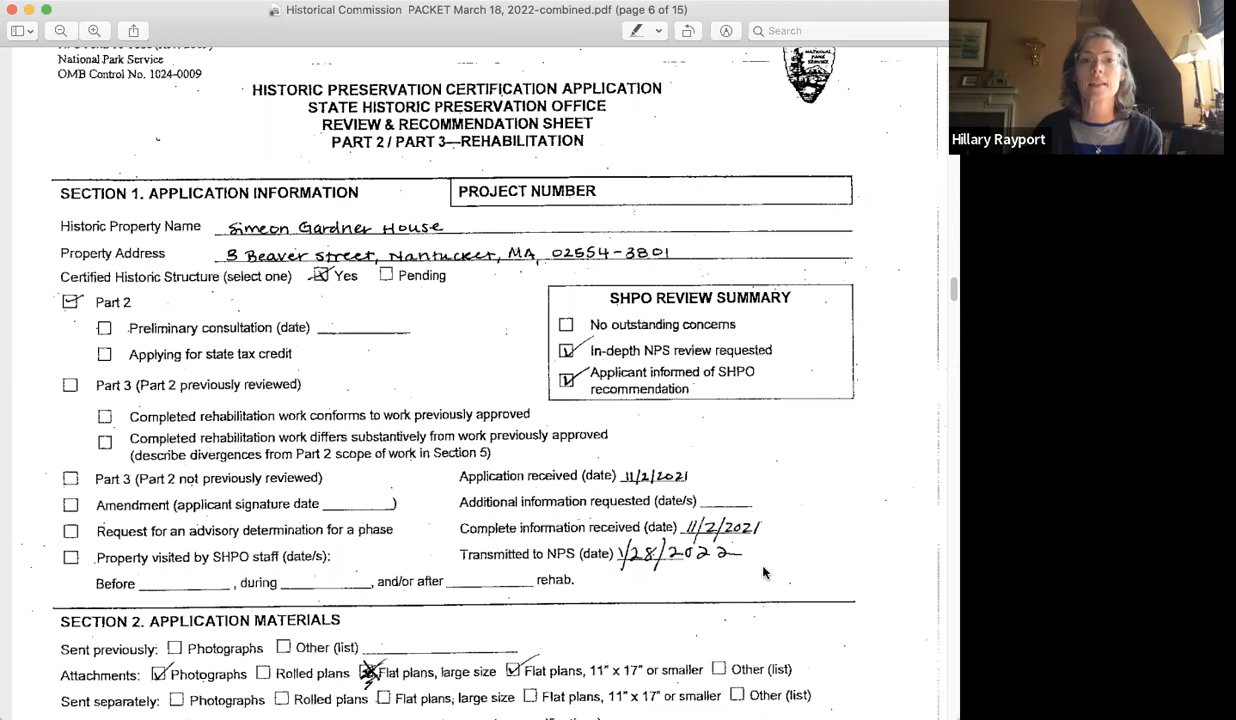 Historical Commission PACKET March 18, 2022-combined.pdf (page 6 of 15)
Search
Hillary Rayport
National Park Service
OMB Control No. 1024-0009
NATIONAL PARK SERVICE
HISTORIC PRESERVATION CERTIFICATION APPLICATION
STATE HISTORIC PRESERVATION OFFICE
REVIEW & RECOMMENDATION SHEET
PART 2 / PART 3—REHABILITATION
SECTION 1. APPLICATION INFORMATION
PROJECT NUMBER
Historic Property Name Simeon Gardner House
Property Address 3 Beaver Street, Nantucket, MA, 02554-3801
Certified Historic Structure (select one) Yes Pending
Part 2
Preliminary consultation (date)
Applying for state tax credit
Part 3 (Part 2 previously reviewed)
SHPO REVIEW SUMMARY
No outstanding concerns
In-depth NPS review requested
Applicant informed of SHPO
recommendation
Completed rehabilitation work conforms to work previously approved
Completed rehabilitation work differs substantively from work previously approved
(describe divergences from Part 2 scope of work in Section 5)
Part 3 (Part 2 not previously reviewed)
Application received (date) 11/2/2021
Amendment (applicant signature date )
Additional information requested (date/s)
Request for an advisory determination for a phase
Complete information received (date) 11/2/2021
Property visited by SHPO staff (date/s):
Transmitted to NPS (date) 1/28/2022
Before , during , and/or after rehab.
SECTION 2. APPLICATION MATERIALS
Sent previously: Photographs Other (list)
Attachments: Photographs Rolled plans Flat plans, large size Flat plans, 11" x 17" or smaller Other (list)
Sent separately: Photographs Rolled plans Flat plans, large size Flat plans, 11" x 17" or smaller Other (list)